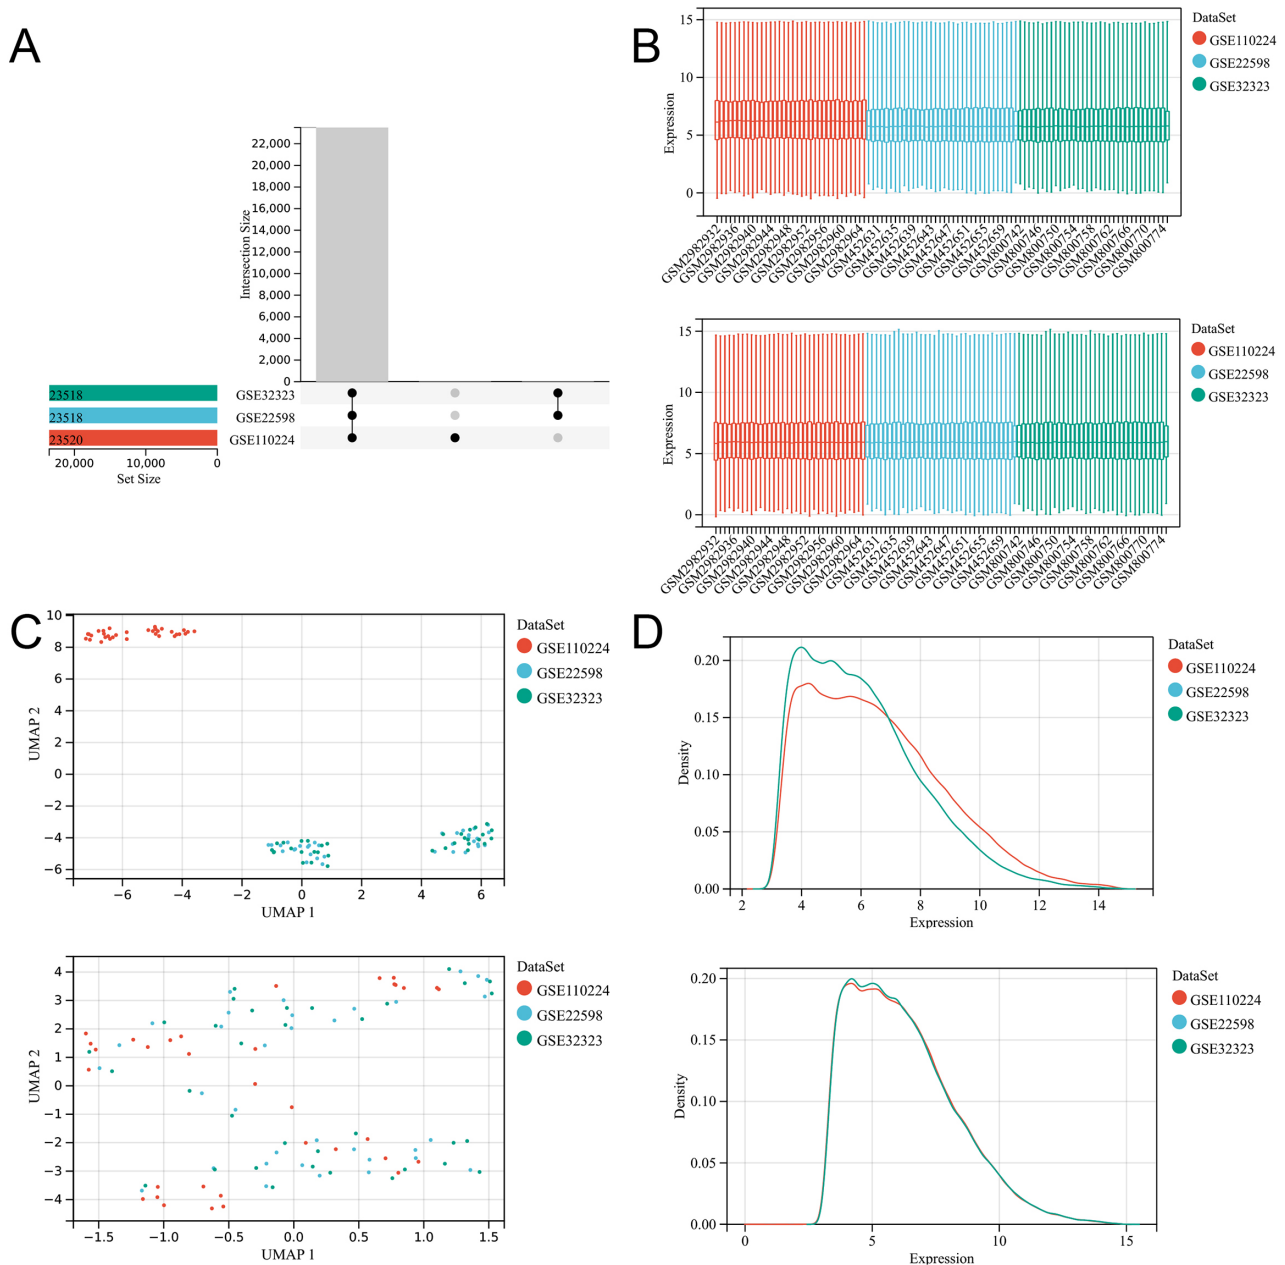 A
22,000
20,000
18,000
16,000
14,000
12,000
10,000
8,000
6,000
4,000
2,000
0
Intersection Size
23518
GSE32323
23518
GSE22598
23520
GSE110224
20,000 10,000 0
Set Size
B
15
10
5
0
Expression
GSM2982932 GSM2982936 GSM2982940 GSM2982944 GSM2982948 GSM2982952 GSM2982956 GSM2982960 GSM2982964 GSM452631 GSM452635 GSM452639 GSM452643 GSM452647 GSM452651 GSM452655 GSM452659 GSM800742 GSM800746 GSM800750 GSM800754 GSM800758 GSM800762 GSM800766 GSM800770 GSM800774
DataSet
GSE110224
GSE22598
GSE32323
15
10
5
0
Expression
GSM2982932 GSM2982936 GSM2982940 GSM2982944 GSM2982948 GSM2982952 GSM2982956 GSM2982960 GSM2982964 GSM452631 GSM452635 GSM452639 GSM452643 GSM452647 GSM452651 GSM452655 GSM452659 GSM800742 GSM800746 GSM800750 GSM800754 GSM800758 GSM800762 GSM800766 GSM800770 GSM800774
DataSet
GSE110224
GSE22598
GSE32323
C
10
8
6
4
2
0
−2
−4
−6
UMAP 2
−6 −4 −2 0 2 4 6
UMAP 1
DataSet
GSE110224
GSE22598
GSE32323
4
3
2
1
0
−1
−2
−3
−4
UMAP 2
−1.5 −1.0 −0.5 0.0 0.5 1.0 1.5
UMAP 1
DataSet
GSE110224
GSE22598
GSE32323
D
0.20
0.15
0.10
0.05
0.00
Density
2 4 6 8 10 12 14
Expression
DataSet
GSE110224
GSE22598
GSE32323
0.20
0.15
0.10
0.05
0.00
Density
0 5 10 15
Expression
DataSet
GSE110224
GSE22598
GSE32323